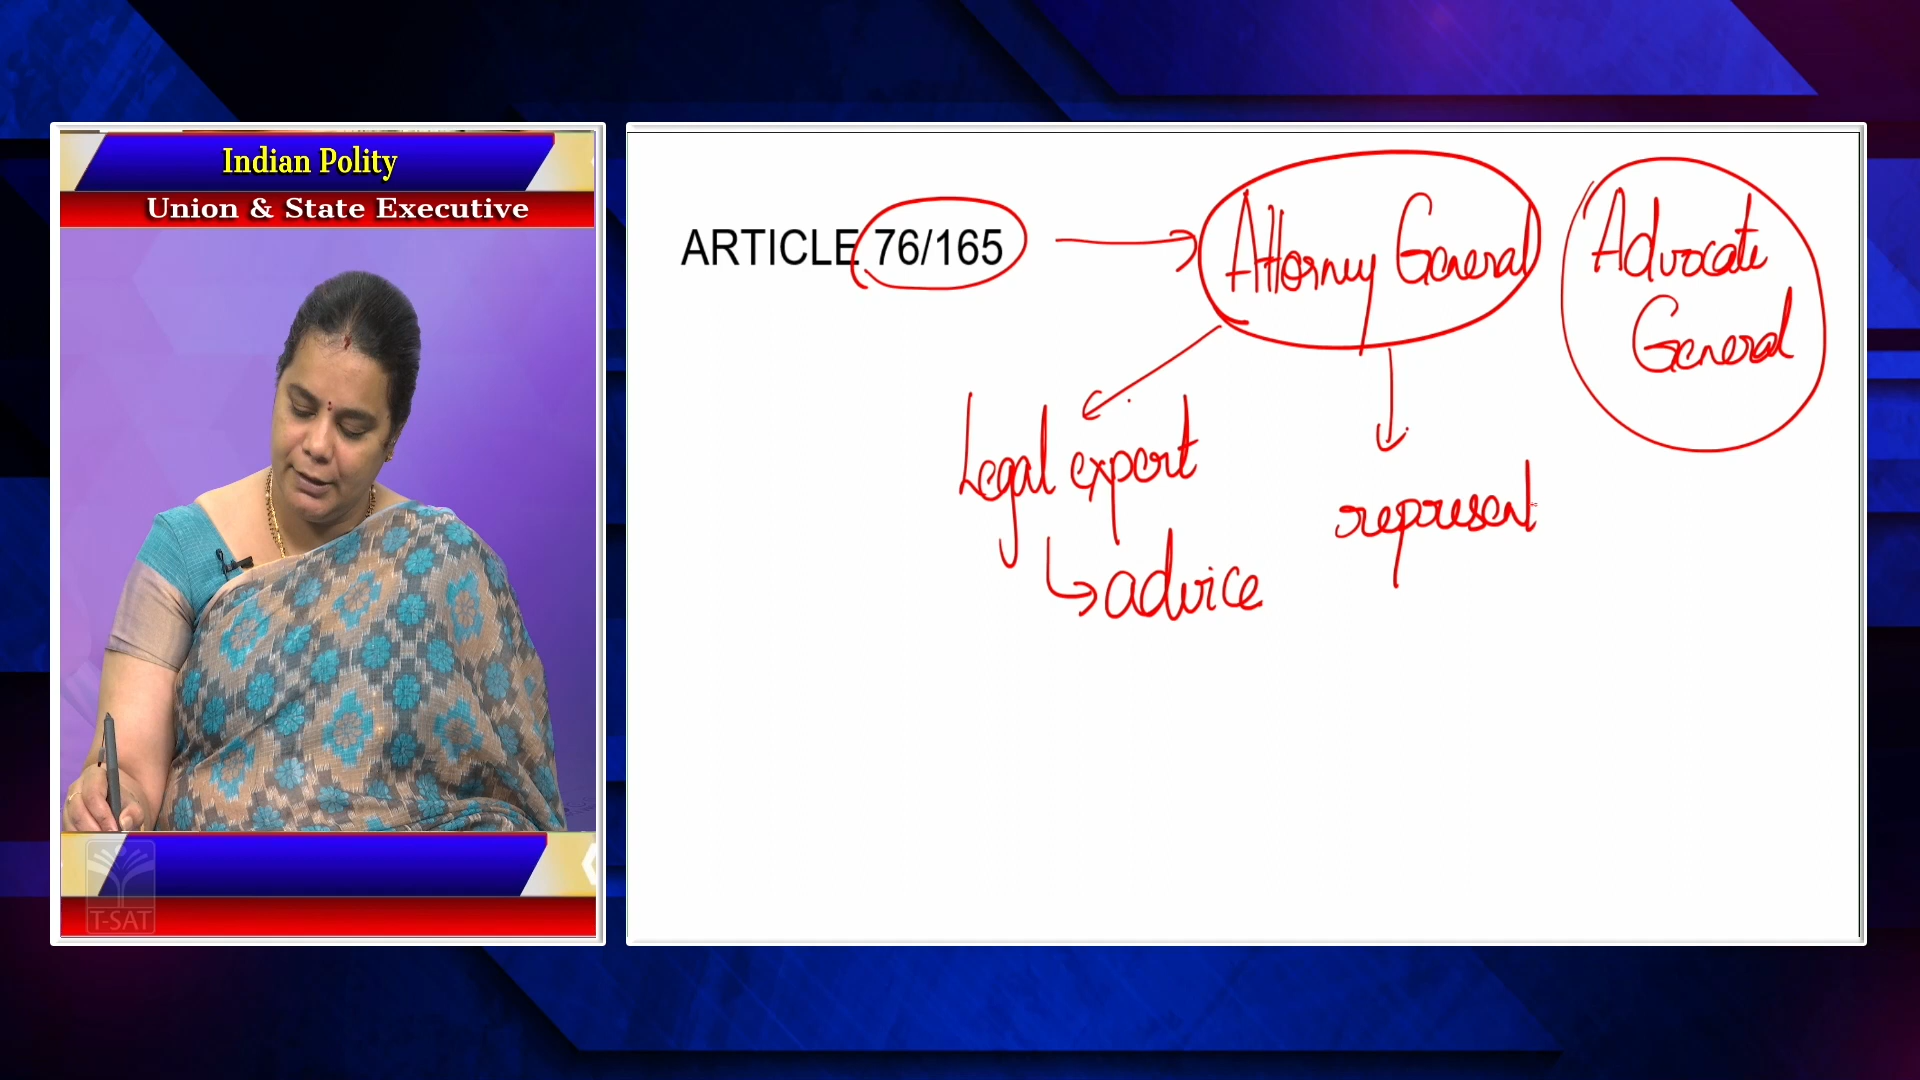 Indian Polity
Union & State Executive
ARTICLE 76/165
Attorney General
Advocate
General
Legal expert
advice
represent
T-SAT